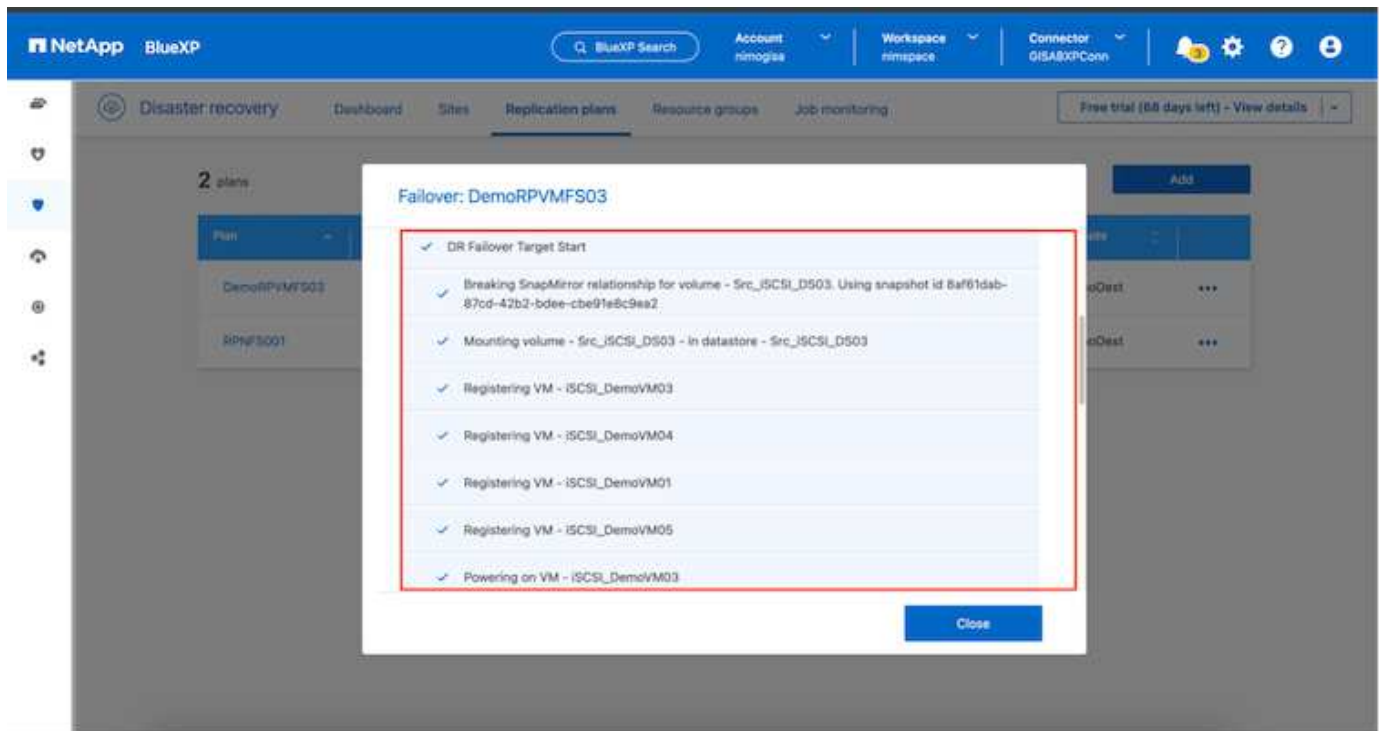 NetApp BlueXP
BlueXP Search
Account
nimogisa
Workspace
nimspace
Connector
GISABXPConn
3
Disaster recovery
Dashboard
Sites
Replication plans
Resource groups
Job monitoring
Free trial (68 days left) - View details
2 plans
Add
Failover: DemoRPVMFS03
Plan
DemoRPVMFS03
RPNFS001
DR Failover Target Start
Breaking SnapMirror relationship for volume - Src_iSCSI_DS03. Using snapshot id 8af61dab-
87cd-42b2-bdee-cbe91e8c9ea2
Mounting volume - Src_iSCSI_DS03 - in datastore - Src_iSCSI_DS03
Registering VM - iSCSI_DemoVM03
Registering VM - iSCSI_DemoVM04
Registering VM - iSCSI_DemoVM01
Registering VM - iSCSI_DemoVM05
Powering on VM - iSCSI_DemoVM03
Close